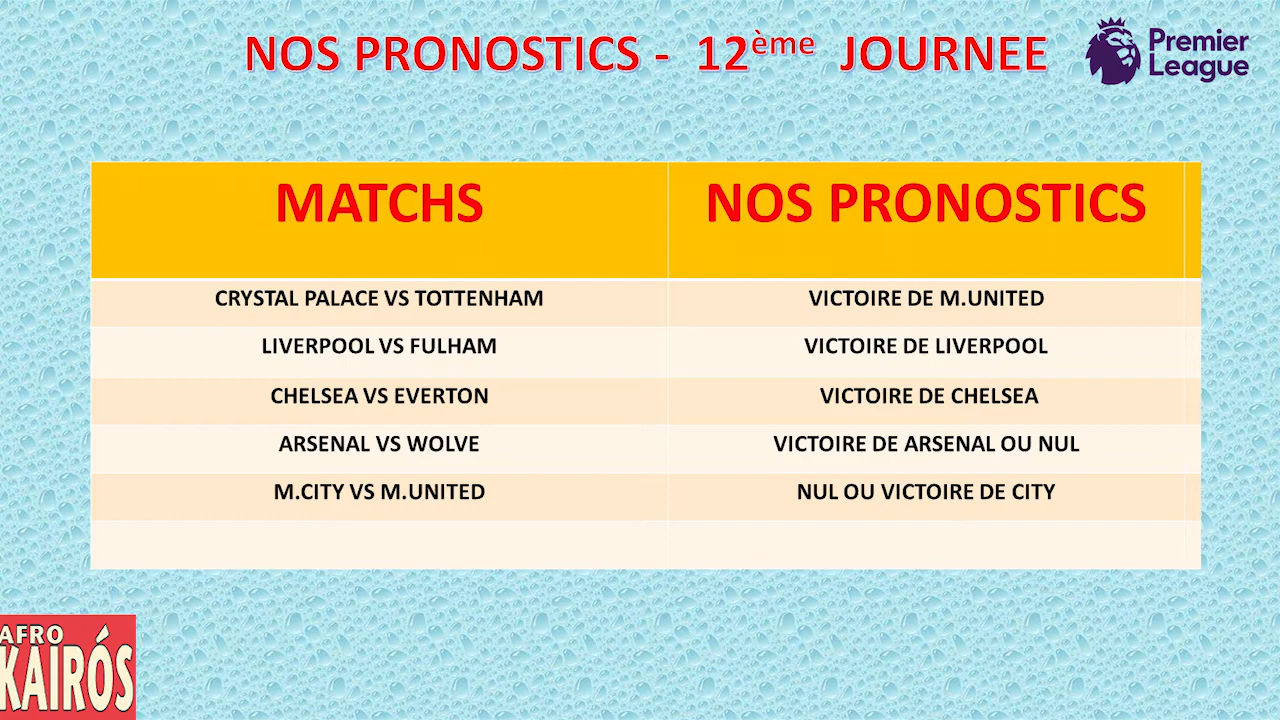 NOS PRONOSTICS - 12ème JOURNEE
Premier
League
MATCHS NOS PRONOSTICS
CRYSTAL PALACE VS TOTTENHAM VICTOIRE DE M.UNITED
LIVERPOOL VS FULHAM VICTOIRE DE LIVERPOOL
CHELSEA VS EVERTON VICTOIRE DE CHELSEA
ARSENAL VS WOLVE VICTOIRE DE ARSENAL OU NUL
M.CITY VS M.UNITED NUL OU VICTOIRE DE CITY
AFRO
KAIRÓS